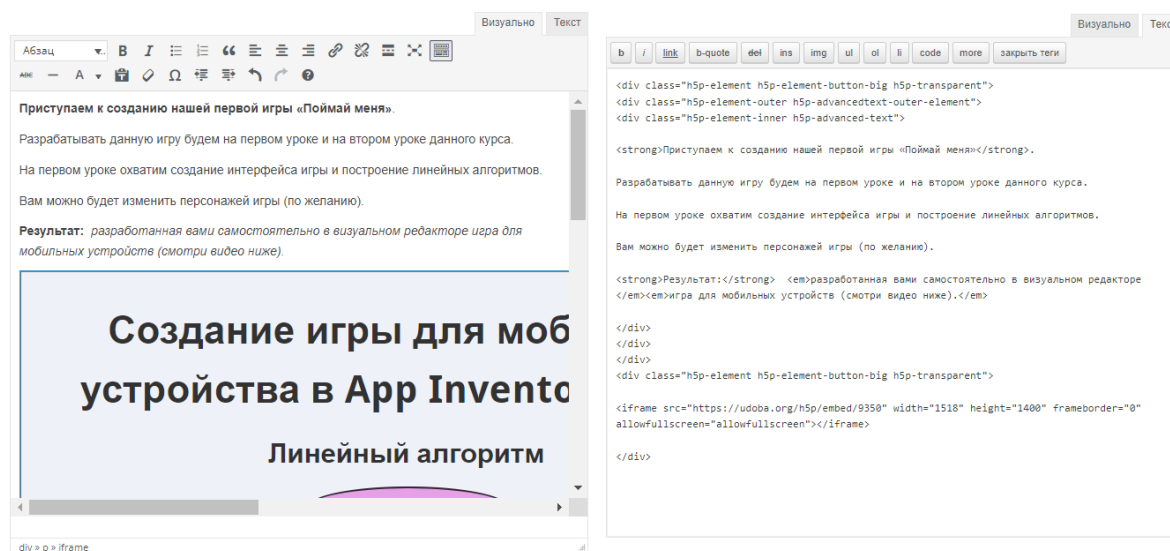 Визуально Текст
Абзац
B I
ABC A Ω
Приступаем к созданию нашей первой игры «Поймай меня».
Разрабатывать данную игру будем на первом уроке и на втором уроке данного курса.
На первом уроке охватим создание интерфейса игры и построение линейных алгоритмов.
Вам можно будет изменить персонажей игры (по желанию).
Результат: разработанная вами самостоятельно в визуальном редакторе игра для
мобильных устройств (смотри видео ниже).
Создание игры для моб
устройства в App Invento
Линейный алгоритм
div » p » iframe
Визуально Текс
b i link b-quote del ins img ul ol li code more закрыть теги
<div class="h5p-element h5p-element-button-big h5p-transparent">
<div class="h5p-element-outer h5p-advancedtext-outer-element">
<div class="h5p-element-inner h5p-advanced-text">
<strong>Приступаем к созданию нашей первой игры «Поймай меня»</strong>.
Разрабатывать данную игру будем на первом уроке и на втором уроке данного курса.
На первом уроке охватим создание интерфейса игры и построение линейных алгоритмов.
Вам можно будет изменить персонажей игры (по желанию).
<strong>Результат:</strong> <em>разработанная вами самостоятельно в визуальном редакторе
</em><em>игра для мобильных устройств (смотри видео ниже).</em>
</div>
</div>
</div>
<div class="h5p-element h5p-element-button-big h5p-transparent">
<iframe src="https://udoba.org/h5p/embed/9350" width="1518" height="1400" frameborder="0"
allowfullscreen="allowfullscreen"></iframe>
</div>